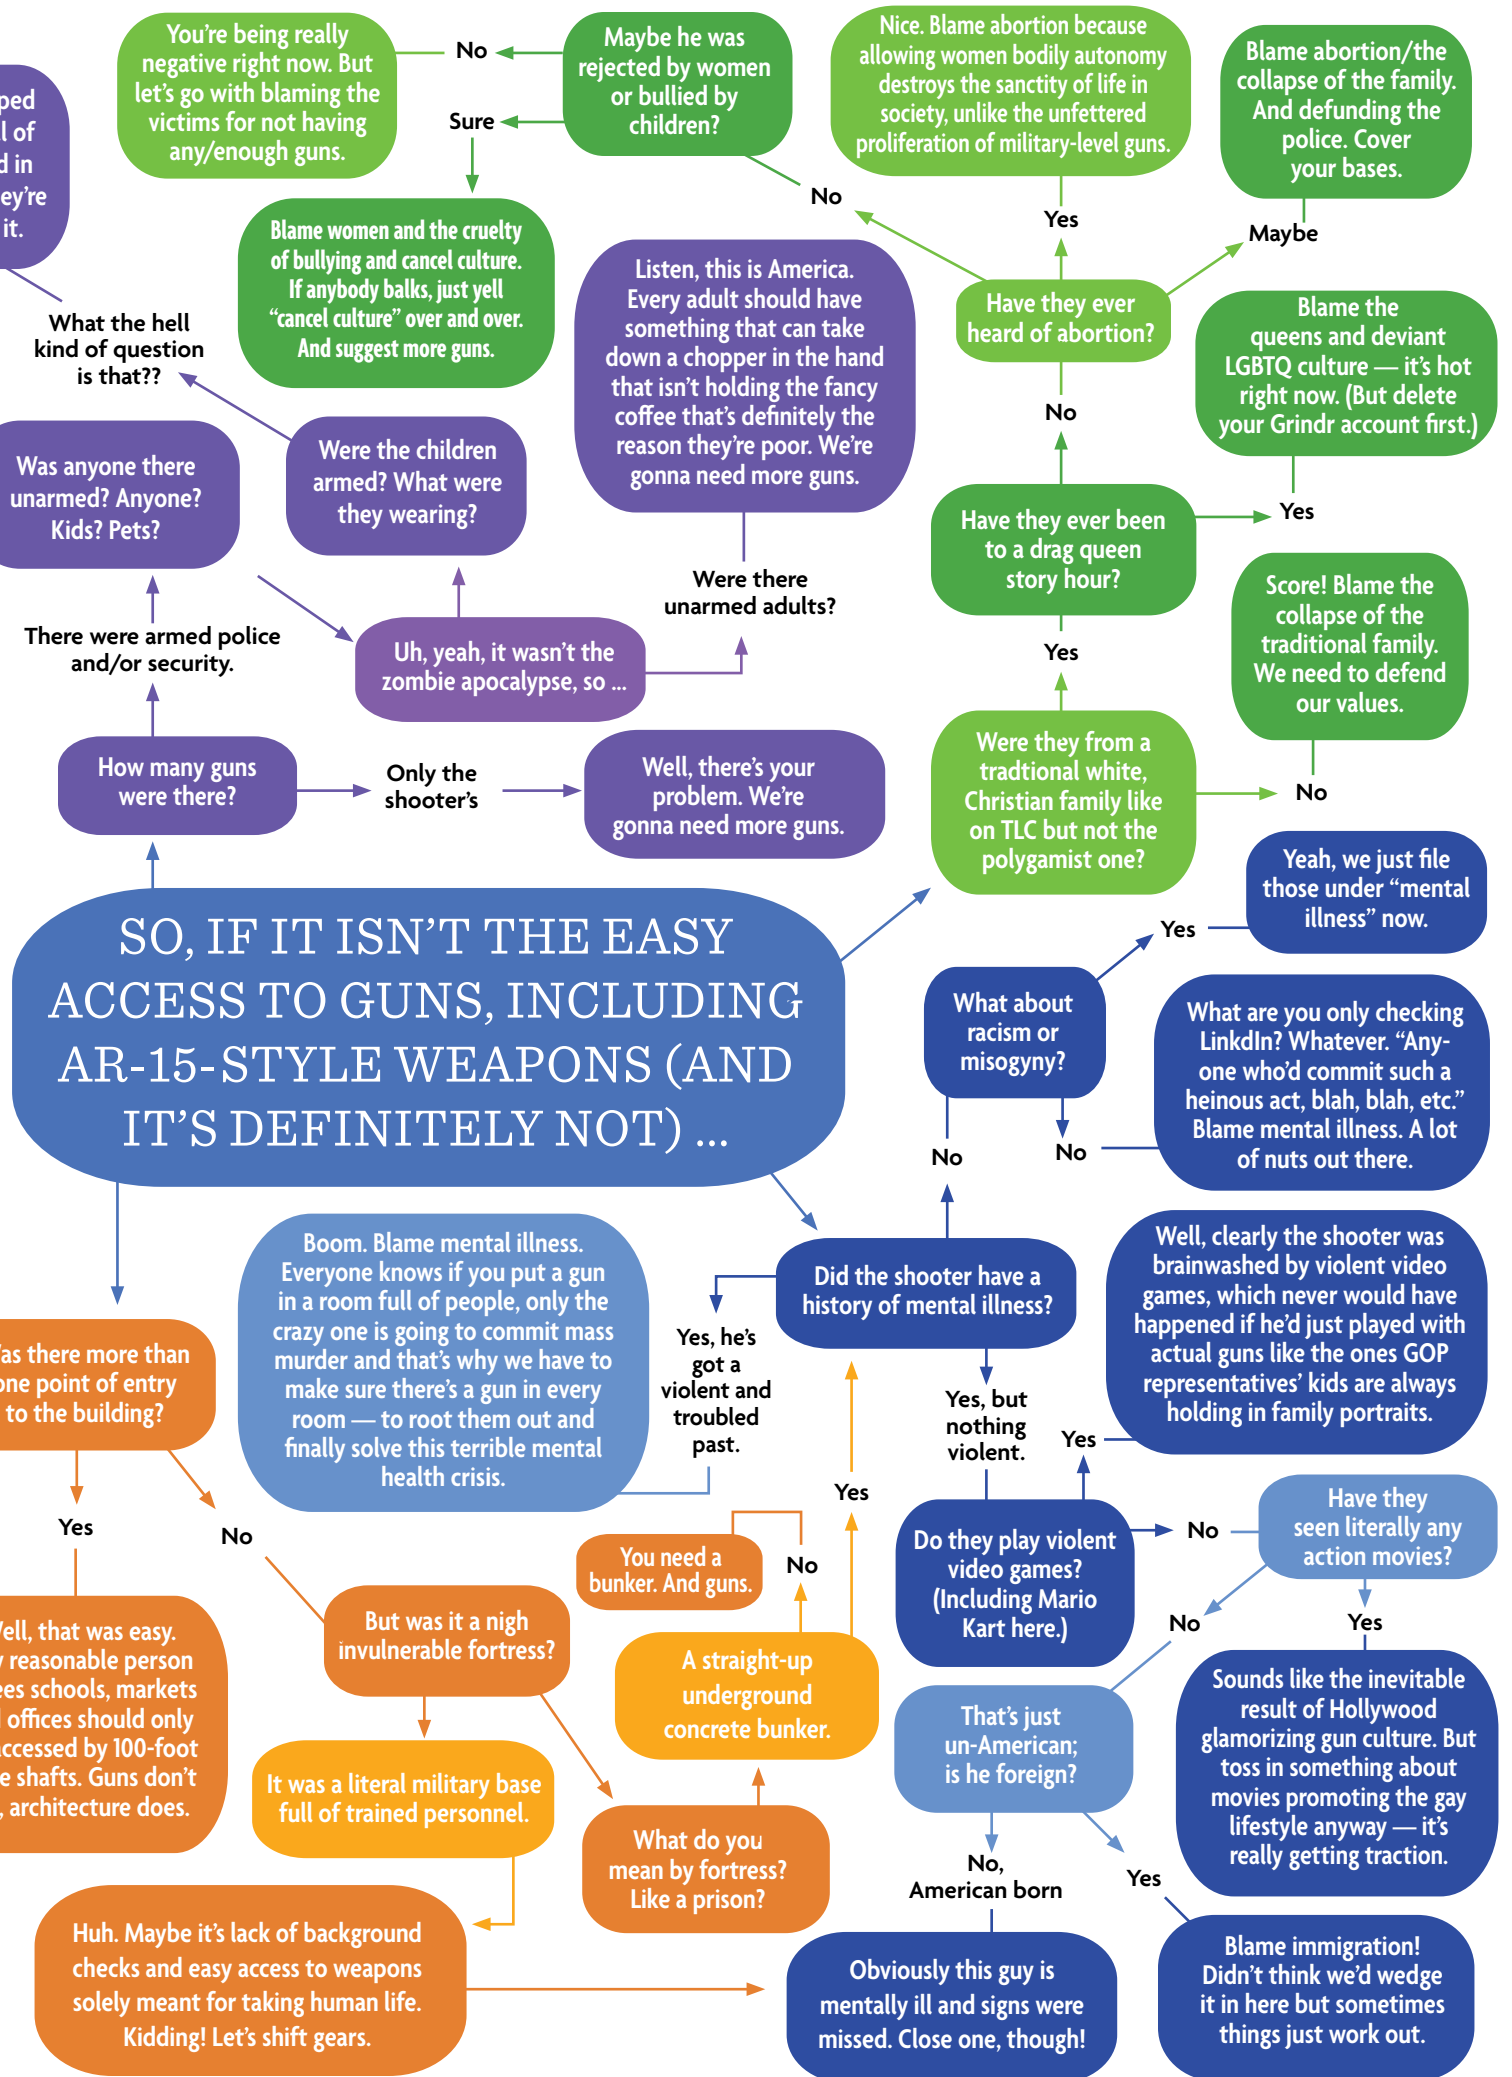 You're being really
negative right now. But
let's go with blaming the
victims for not having
any/enough guns.
No
Sure
Maybe he was
rejected by women
or bullied by
children?
Nice. Blame abortion because
allowing women bodily autonomy
destroys the sanctity of life in
society, unlike the unfettered
proliferation of military-level guns.
Blame abortion/the
collapse of the family.
And defunding the
police. Cover
your bases.
of
in
it.
No
Yes
Maybe
Blame women and the cruelty
of bullying and cancel culture.
If anybody balks, just yell
“cancel culture” over and over.
And suggest more guns.
Listen, this is America.
Every adult should have
something that can take
down a chopper in the hand
that isn't holding the fancy
coffee that's definitely the
reason they're poor. We're
gonna need more guns.
Have they ever
heard of abortion?
What the hell
kind of question
is that??
Blame the
queens and deviant
LGBTQ culture — it's hot
right now. (But delete
your Grindr account first.)
No
Was anyone there
unarmed? Anyone?
Kids? Pets?
Were the children
armed? What were
they wearing?
Have they ever been
to a drag queen
story hour?
Yes
Were there
unarmed adults?
There were armed police
and/or security.
Uh, yeah, it wasn't the
zombie apocalypse, so ...
Yes
Score! Blame the
collapse of the
traditional family.
We need to defend
our values.
How many guns
were there?
Only the
shooter's
Well, there's your
problem. We're
gonna need more guns.
Were they from a
tradtional white,
Christian family like
on TLC but not the
polygamist one?
No
SO, IF IT ISN'T THE EASY
ACCESS TO GUNS, INCLUDING
AR-15-STYLE WEAPONS (AND
IT'S DEFINITELY NOT) ...
Yeah, we just file
those under “mental
illness” now.
Yes
What about
racism or
misogyny?
What are you only checking
LinkdIn? Whatever. “Any-
one who'd commit such a
heinous act, blah, blah, etc.”
Blame mental illness. A lot
of nuts out there.
No
No
Boom. Blame mental illness.
Everyone knows if you put a gun
in a room full of people, only the
crazy one is going to commit mass
murder and that's why we have to
make sure there's a gun in every
room — to root them out and
finally solve this terrible mental
health crisis.
Did the shooter have a
history of mental illness?
Well, clearly the shooter was
brainwashed by violent video
games, which never would have
happened if he'd just played with
actual guns like the ones GOP
representatives' kids are always
holding in family portraits.
Yes, he's
got a
violent and
troubled
past.
Yes, but
nothing
violent.
Yes
there more than
one point of entry
to the building?
Yes
No
Yes
You need a
bunker. And guns.
No
Do they play violent
video games?
(Including Mario
Kart here.)
No
Have they
seen literally any
action movies?
No
Yes
Well, that was easy.
reasonable person
schools, markets
offices should only
accessed by 100-foot
shafts. Guns don't
architecture does.
But was it a nigh
invulnerable fortress?
A straight-up
underground
concrete bunker.
That's just
un-American;
is he foreign?
Sounds like the inevitable
result of Hollywood
glamorizing gun culture. But
toss in something about
movies promoting the gay
lifestyle anyway — it's
really getting traction.
It was a literal military base
full of trained personnel.
What do you
mean by fortress?
Like a prison?
No,
American born
Yes
Huh. Maybe it's lack of background
checks and easy access to weapons
solely meant for taking human life.
Kidding! Let's shift gears.
Obviously this guy is
mentally ill and signs were
missed. Close one, though!
Blame immigration!
Didn't think we'd wedge
it in here but sometimes
things just work out.